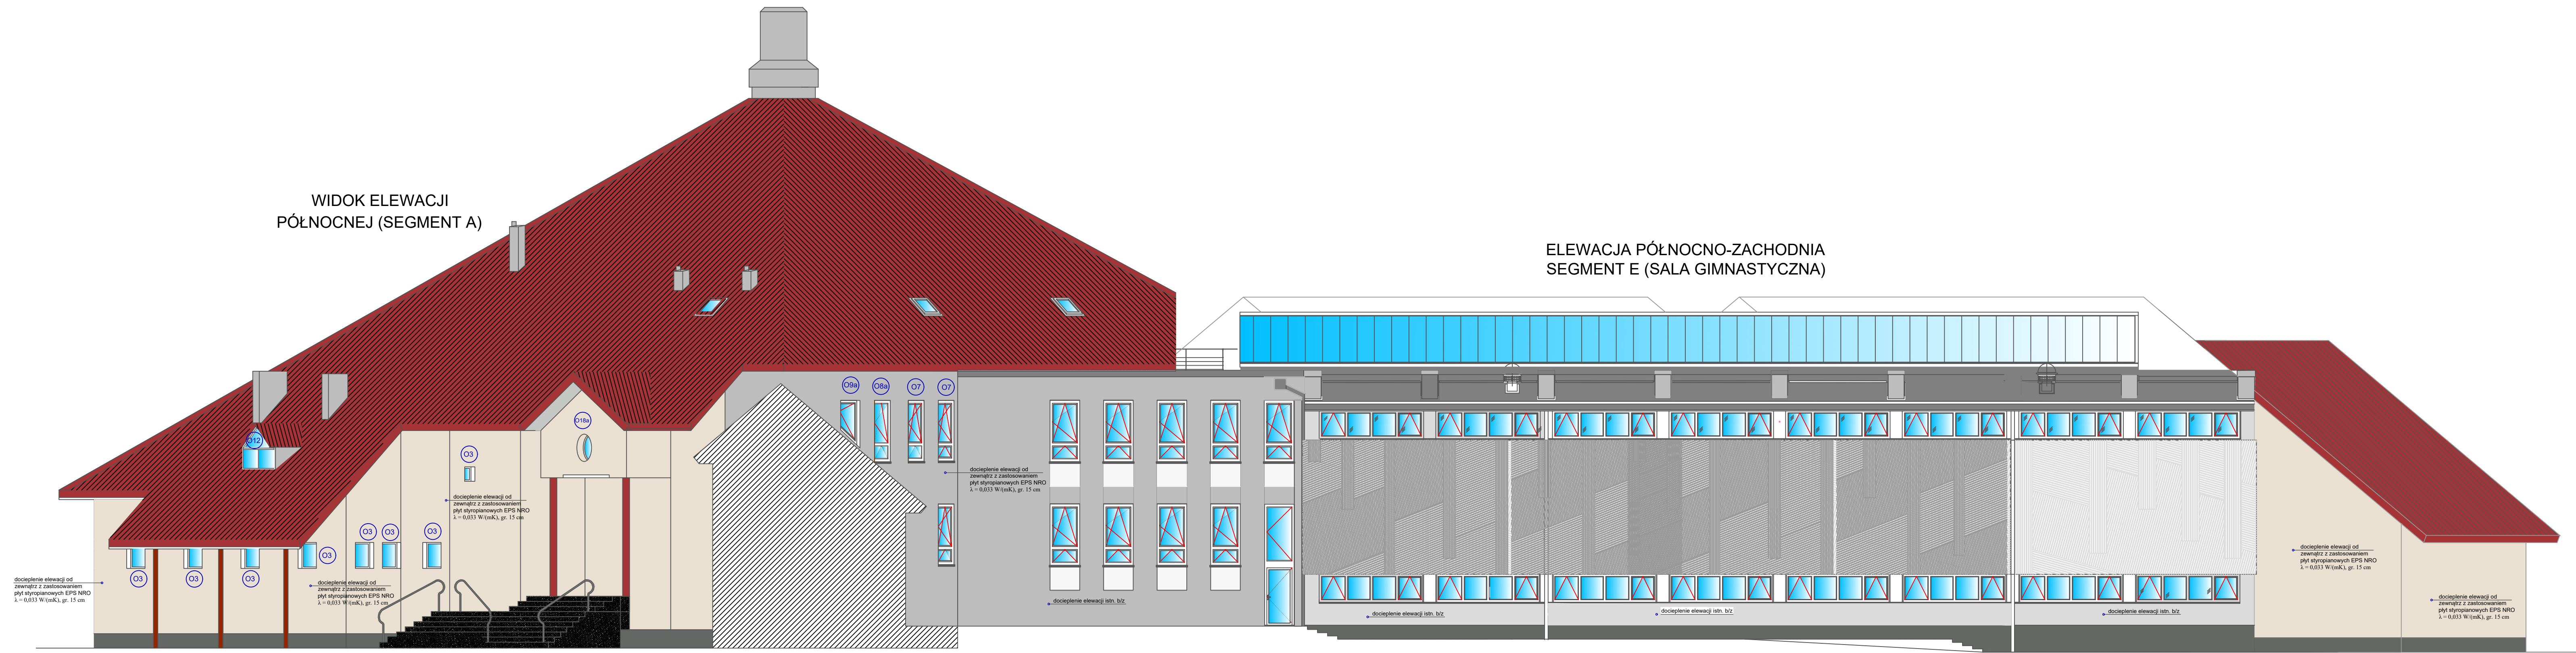 WIDOK ELEWACJI
PÓŁNOCNEJ (SEGMENT A)
ELEWACJA PÓŁNOCNO-ZACHODNIA
SEGMENT E (SALA GIMNASTYCZNA)
O9a
O8a
O7
O7
O18a
O12
O3
O3
O3
O3
O3
O3
O3
O3
docieplenie elewacji od
zewnątrz z zastosowaniem
płyt styropianowych EPS NRO
λ = 0,033 W/(mK), gr. 15 cm
docieplenie elewacji od
zewnątrz z zastosowaniem
płyt styropianowych EPS NRO
λ = 0,033 W/(mK), gr. 15 cm
docieplenie elewacji od
zewnątrz z zastosowaniem
płyt styropianowych EPS NRO
λ = 0,033 W/(mK), gr. 15 cm
docieplenie elewacji od
zewnątrz z zastosowaniem
płyt styropianowych EPS NRO
λ = 0,033 W/(mK), gr. 15 cm
docieplenie elewacji istn. b/z
docieplenie elewacji istn. b/z
docieplenie elewacji istn. b/z
docieplenie elewacji istn. b/z
docieplenie elewacji od
zewnątrz z zastosowaniem
płyt styropianowych EPS NRO
λ = 0,033 W/(mK), gr. 15 cm
docieplenie elewacji od
zewnątrz z zastosowaniem
płyt styropianowych EPS NRO
λ = 0,033 W/(mK), gr. 15 cm